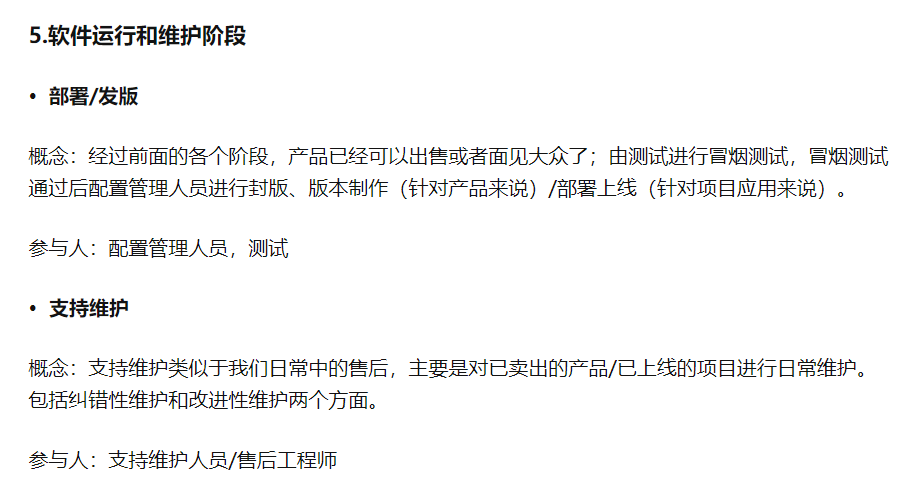 5.软件运行和维护阶段
• 部署/发版
概念：经过前面的各个阶段，产品已经可以出售或者面见大众了；由测试进行冒烟测试，冒烟测试
通过后配置管理人员进行封版、版本制作（针对产品来说）/部署上线（针对项目应用来说）。
参与人：配置管理人员，测试
• 支持维护
概念：支持维护类似于我们日常中的售后，主要是对已卖出的产品/已上线的项目进行日常维护。
包括纠错性维护和改进性维护两个方面。
参与人：支持维护人员/售后工程师